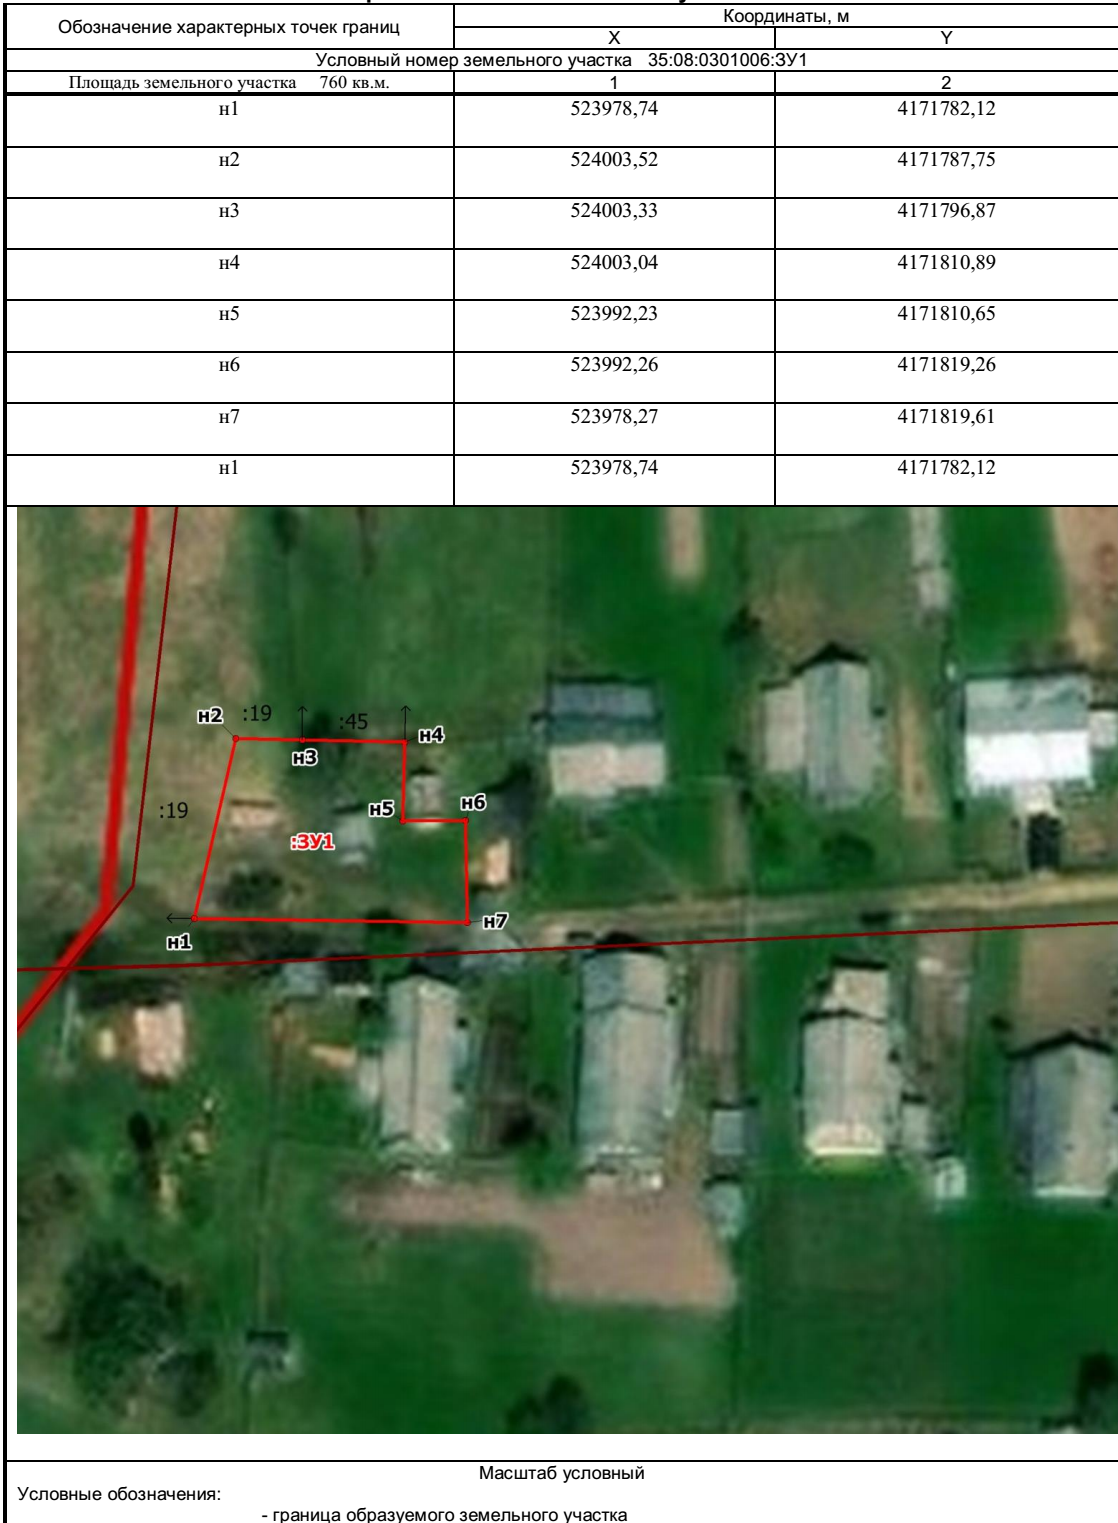 Обозначение характерных точек границ
Координаты, м
X Y
Условный номер земельного участка 35:08:0301006:ЗУ1
Площадь земельного участка 760 кв.м. 1 2
н1 523978,74 4171782,12
н2 524003,52 4171787,75
н3 524003,33 4171796,87
н4 524003,04 4171810,89
н5 523992,23 4171810,65
н6 523992,26 4171819,26
н7 523978,27 4171819,61
н1 523978,74 4171782,12
н2 :19 :45 н4
н3
:19 н5 н6
:ЗУ1
н1 н7
Масштаб условный
Условные обозначения:
- граница образуемого земельного участка